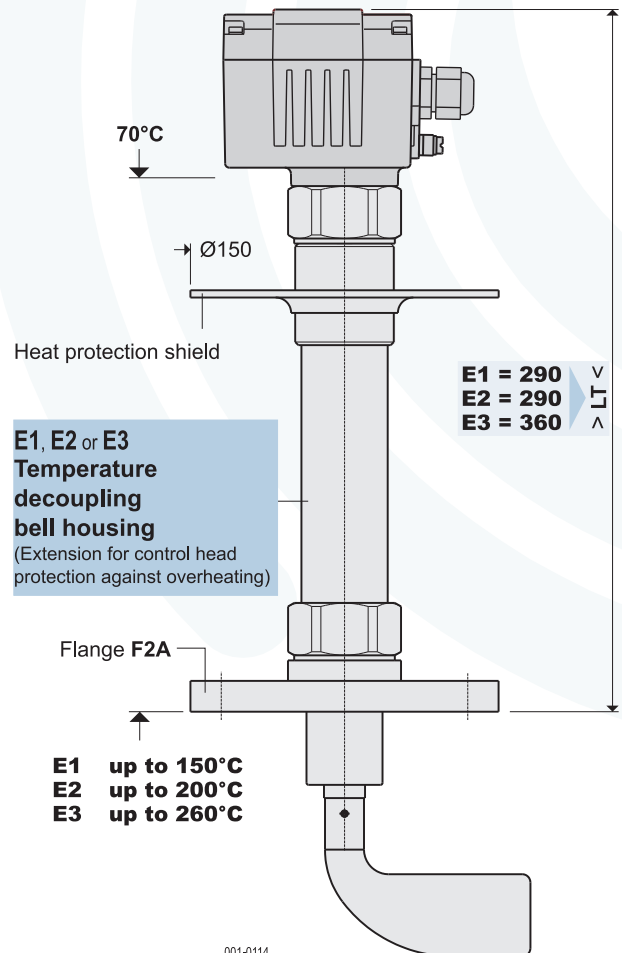 70°C
Ø150
Heat protection shield
E1 = 290
E2 = 290
E3 = 360
> LT <
E1, E2 or E3
Temperature
decoupling
bell housing
(Extension for control head
protection against overheating)
Flange F2A
E1 up to 150°C
E2 up to 200°C
E3 up to 260°C
001-0114